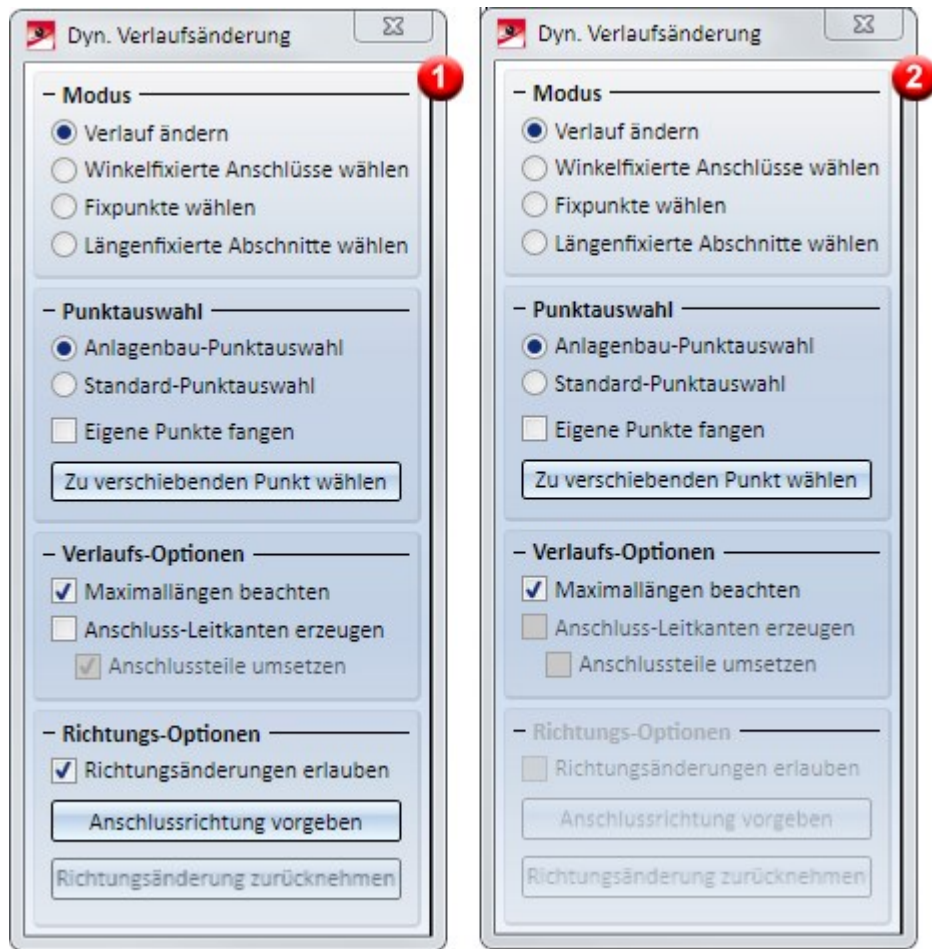 Dyn. Verlaufsänderung
1
Modus
Verlauf ändern
Winkelfixierte Anschlüsse wählen
Fixpunkte wählen
Längenfixierte Abschnitte wählen
Punktauswahl
Anlagenbau-Punktauswahl
Standard-Punktauswahl
Eigene Punkte fangen
Zu verschiebenden Punkt wählen
Verlaufs-Optionen
Maximallängen beachten
Anschluss-Leitkanten erzeugen
Anschlussteile umsetzen
Richtungs-Optionen
Richtungsänderungen erlauben
Anschlussrichtung vorgeben
Richtungsänderung zurücknehmen
Dyn. Verlaufsänderung
2
Modus
Verlauf ändern
Winkelfixierte Anschlüsse wählen
Fixpunkte wählen
Längenfixierte Abschnitte wählen
Punktauswahl
Anlagenbau-Punktauswahl
Standard-Punktauswahl
Eigene Punkte fangen
Zu verschiebenden Punkt wählen
Verlaufs-Optionen
Maximallängen beachten
Anschluss-Leitkanten erzeugen
Anschlussteile umsetzen
Richtungs-Optionen
Richtungsänderungen erlauben
Anschlussrichtung vorgeben
Richtungsänderung zurücknehmen